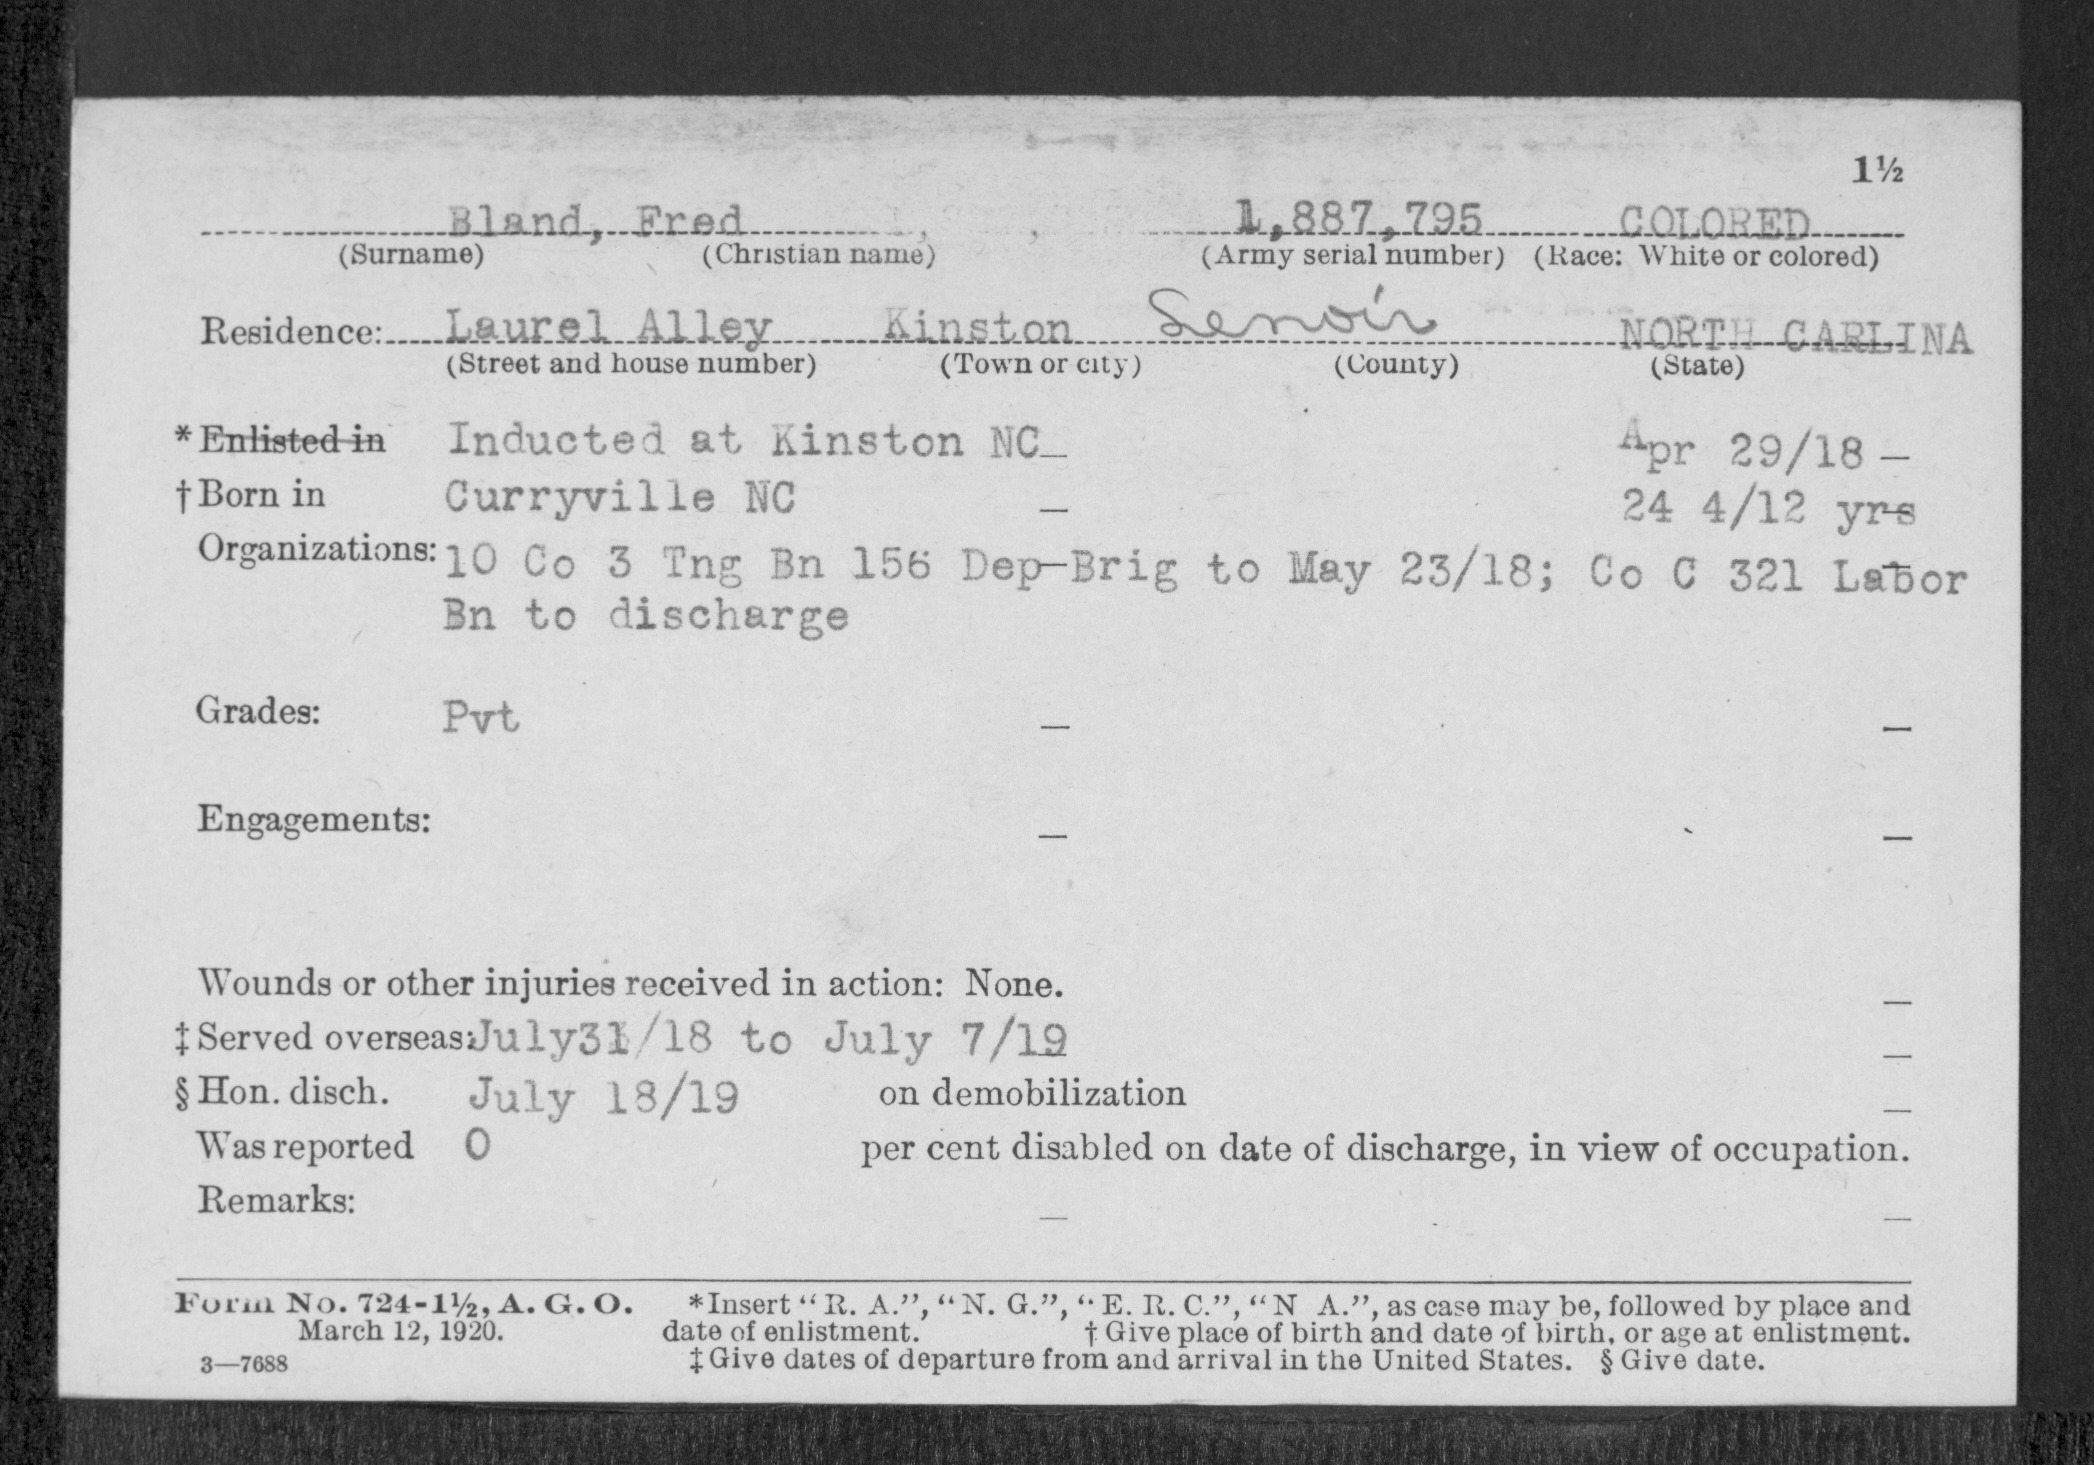 1½
Bland, Fred 1,887,795 COLORED
(Surname) (Christian name) (Army serial number) (Race: White or colored)
Residence: Laurel Alley Kinston Lenoir NORTH CARLINA
(Street and house number) (Town or city) (County) (State)
*Enlisted in Inducted at Kinston NC_ Apr 29/18 –
†Born in Curryville NC – 24 4/12 yrs
Organizations: 10 Co 3 Tng Bn 156 Dep-Brig to May 23/18; Co C 321 Labor
Bn to discharge
Grades: Pvt – –
Engagements: – –
Wounds or other injuries received in action: None. –
‡Served overseas: July31/18 to July 7/19 –
§Hon. disch. July 18/19 on demobilization –
Was reported 0 per cent disabled on date of discharge, in view of occupation.
Remarks: – –
Form No. 724-1½, A. G. O. *Insert "R. A.", "N. G.", "E. R. C.", "N A.", as case may be, followed by place and
March 12, 1920. date of enlistment. †Give place of birth and date of birth, or age at enlistment.
3—7688 ‡Give dates of departure from and arrival in the United States. §Give date.